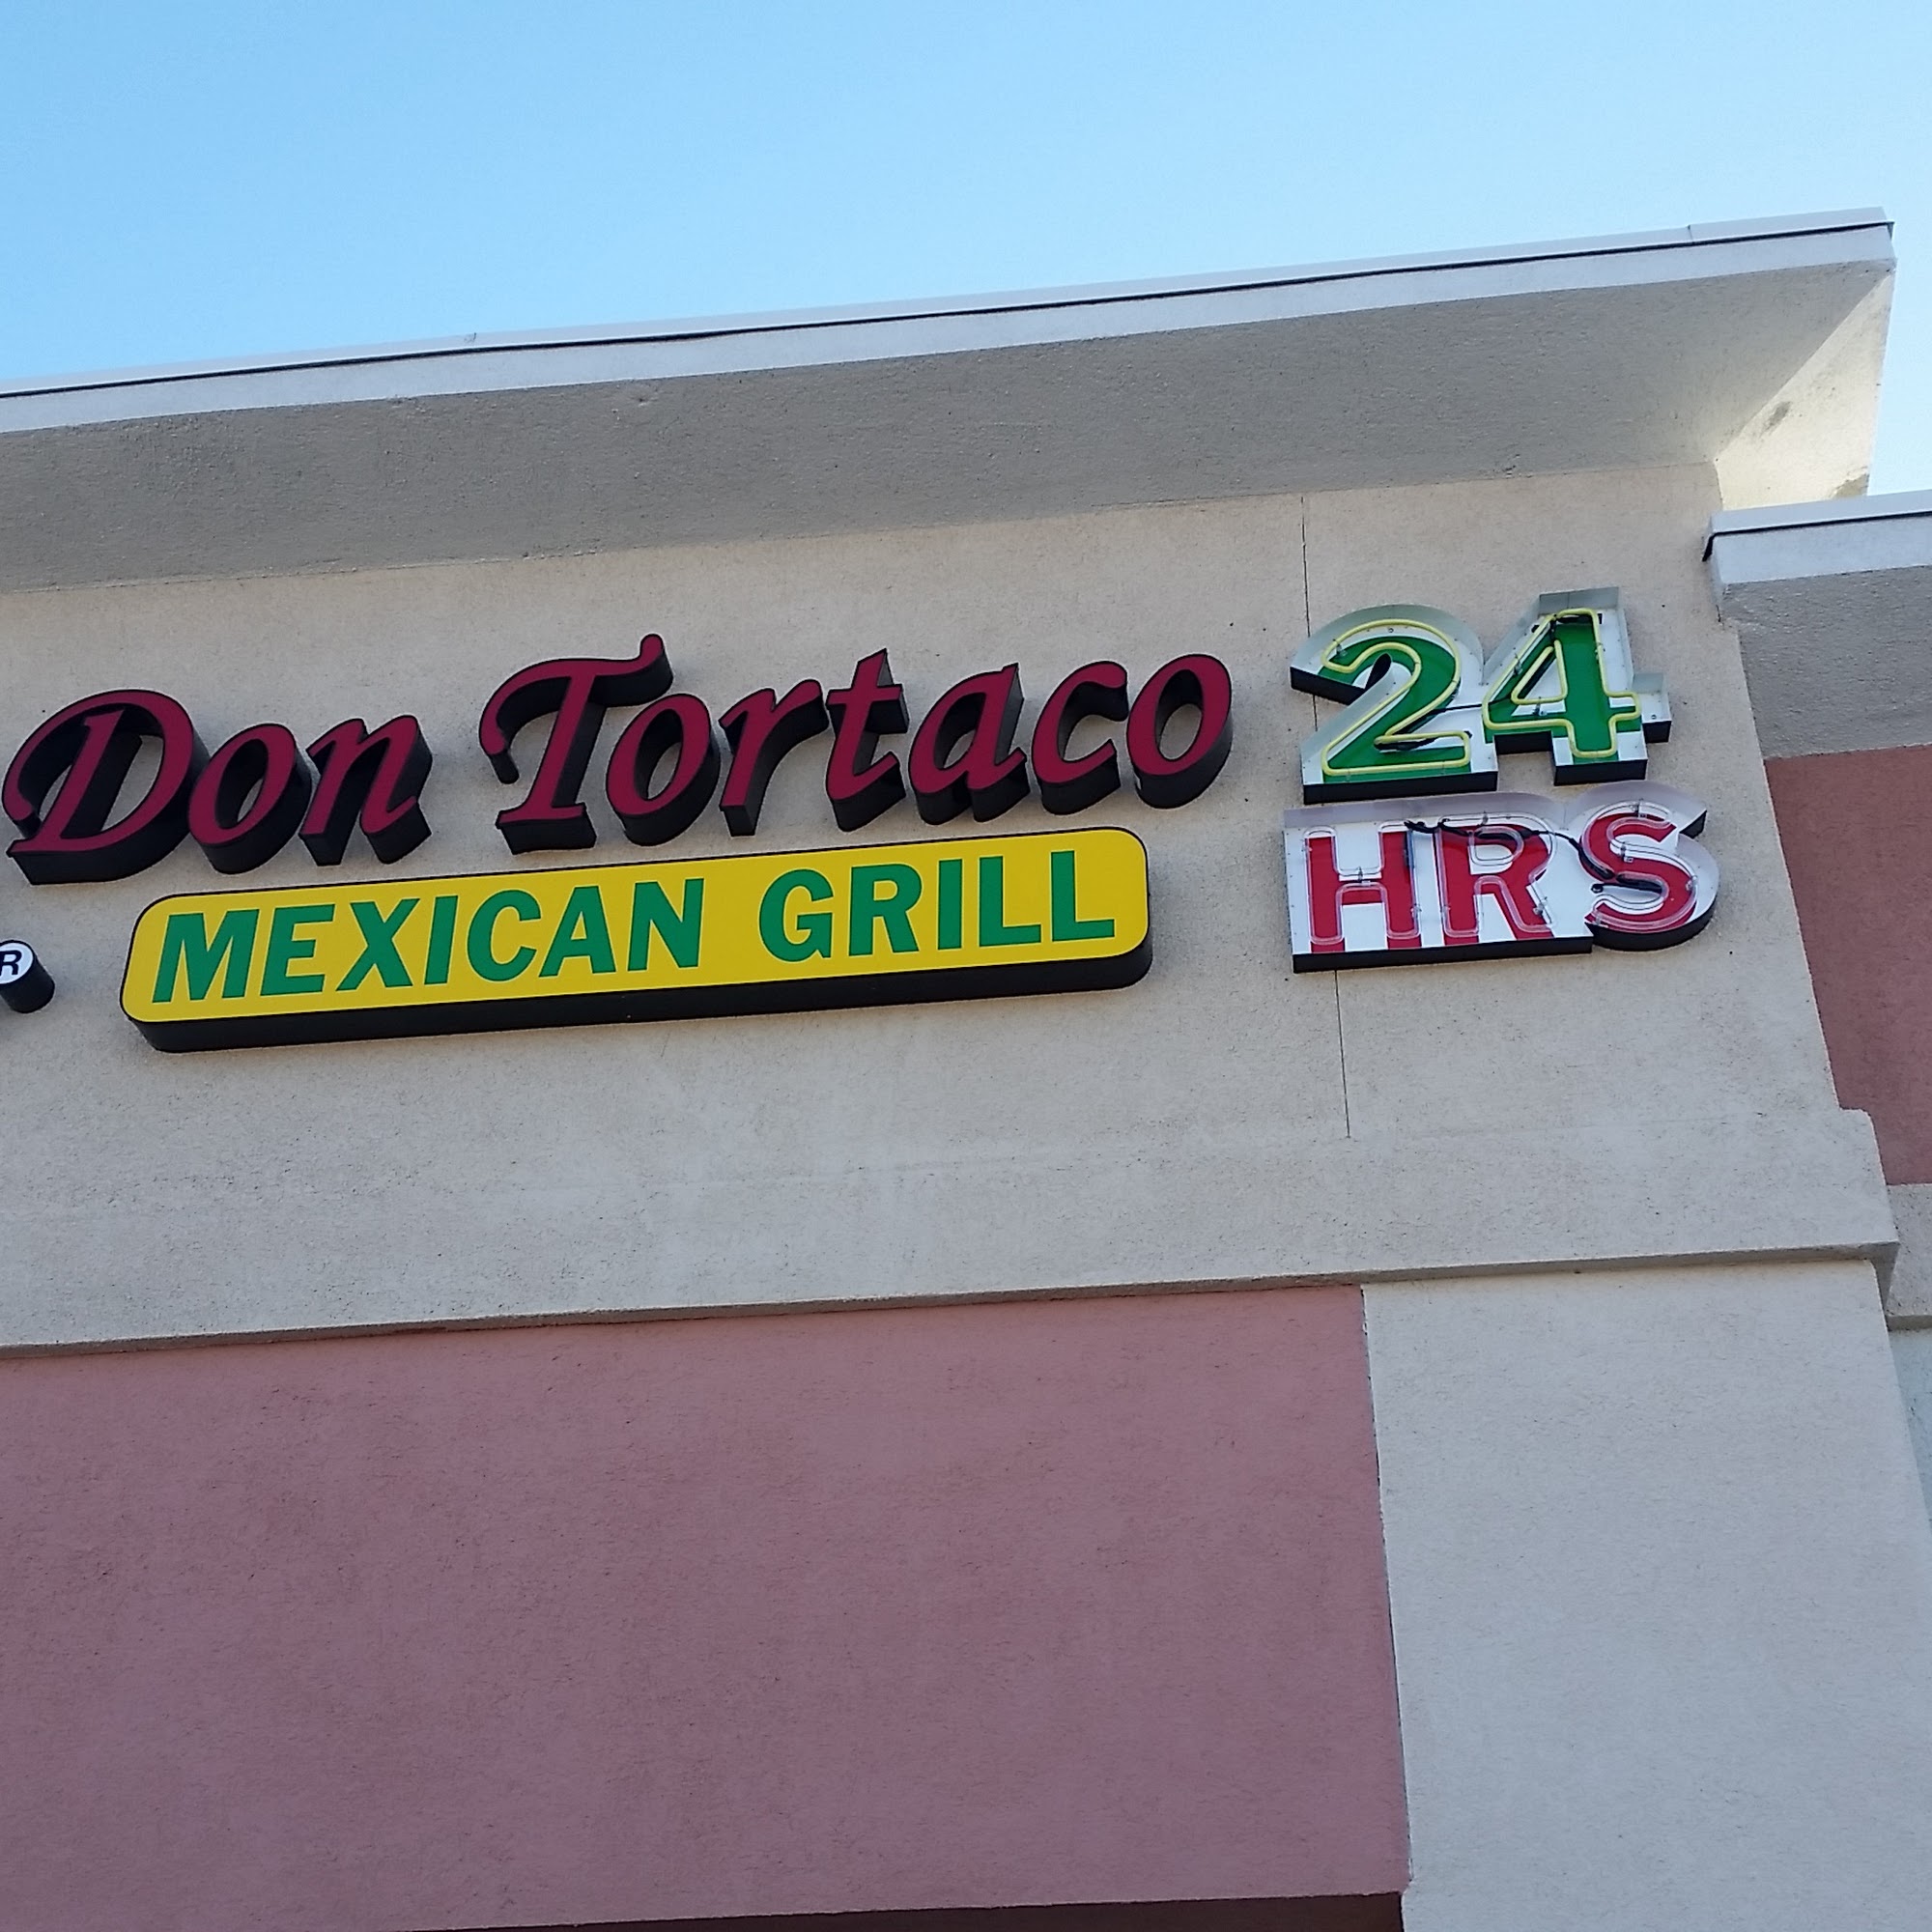 Don Tortaco
MEXICAN GRILL
24
HRS
®